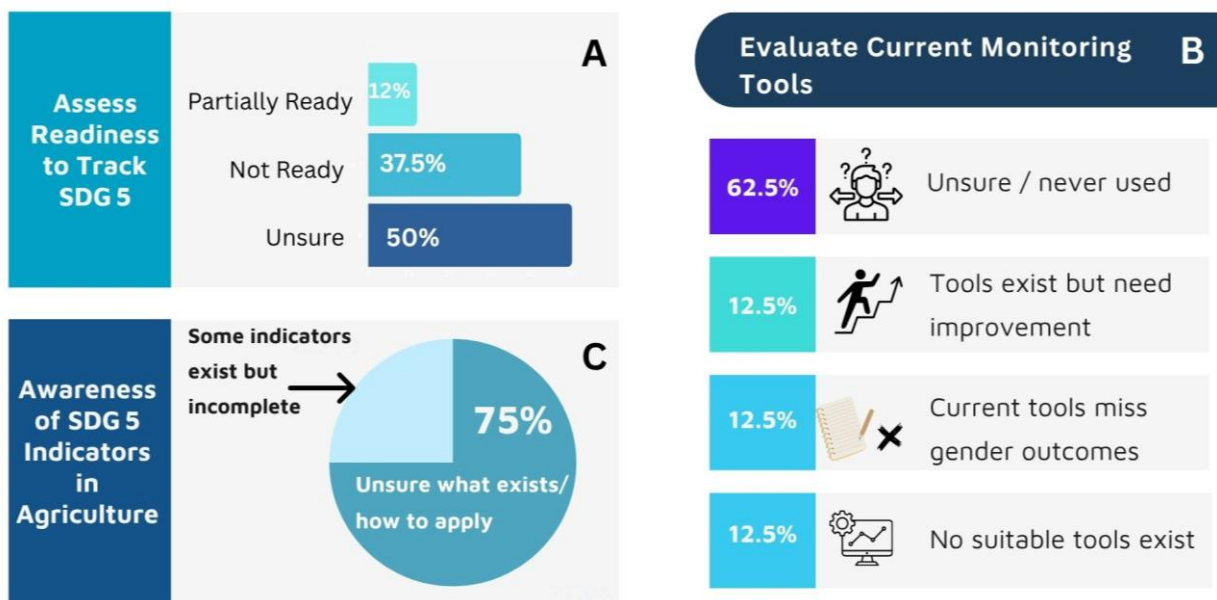 Assess
Readiness
to Track
SDG 5
A
Partially Ready
12%
Not Ready
37.5%
Unsure
50%
Awareness
of SDG 5
Indicators
in
Agriculture
C
Some indicators
exist but
incomplete
75%
Unsure what exists/
how to apply
Evaluate Current Monitoring
Tools
B
62.5%
? ? ?
Unsure / never used
12.5%
Tools exist but need
improvement
12.5%
Current tools miss
gender outcomes
12.5%
No suitable tools exist